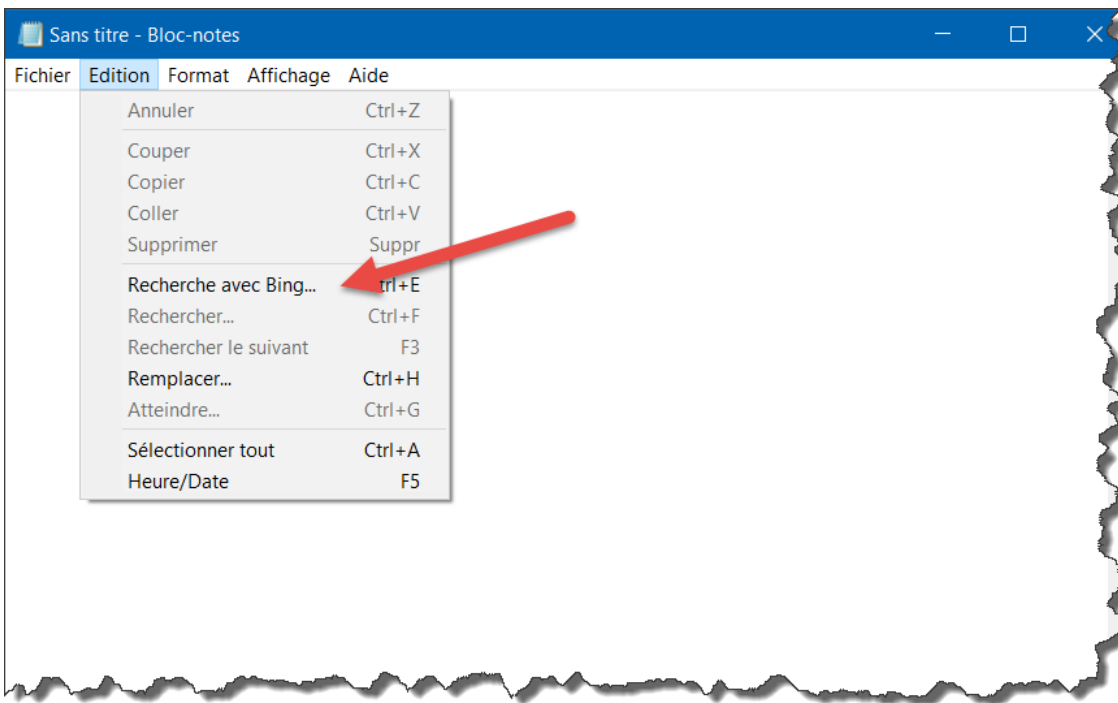 Sans titre - Bloc-notes
Fichier Edition Format Affichage Aide
Annuler Ctrl+Z
Couper Ctrl+X
Copier Ctrl+C
Coller Ctrl+V
Supprimer Suppr
Recherche avec Bing... Ctrl+E
Rechercher... Ctrl+F
Rechercher le suivant F3
Remplacer... Ctrl+H
Atteindre... Ctrl+G
Sélectionner tout Ctrl+A
Heure/Date F5